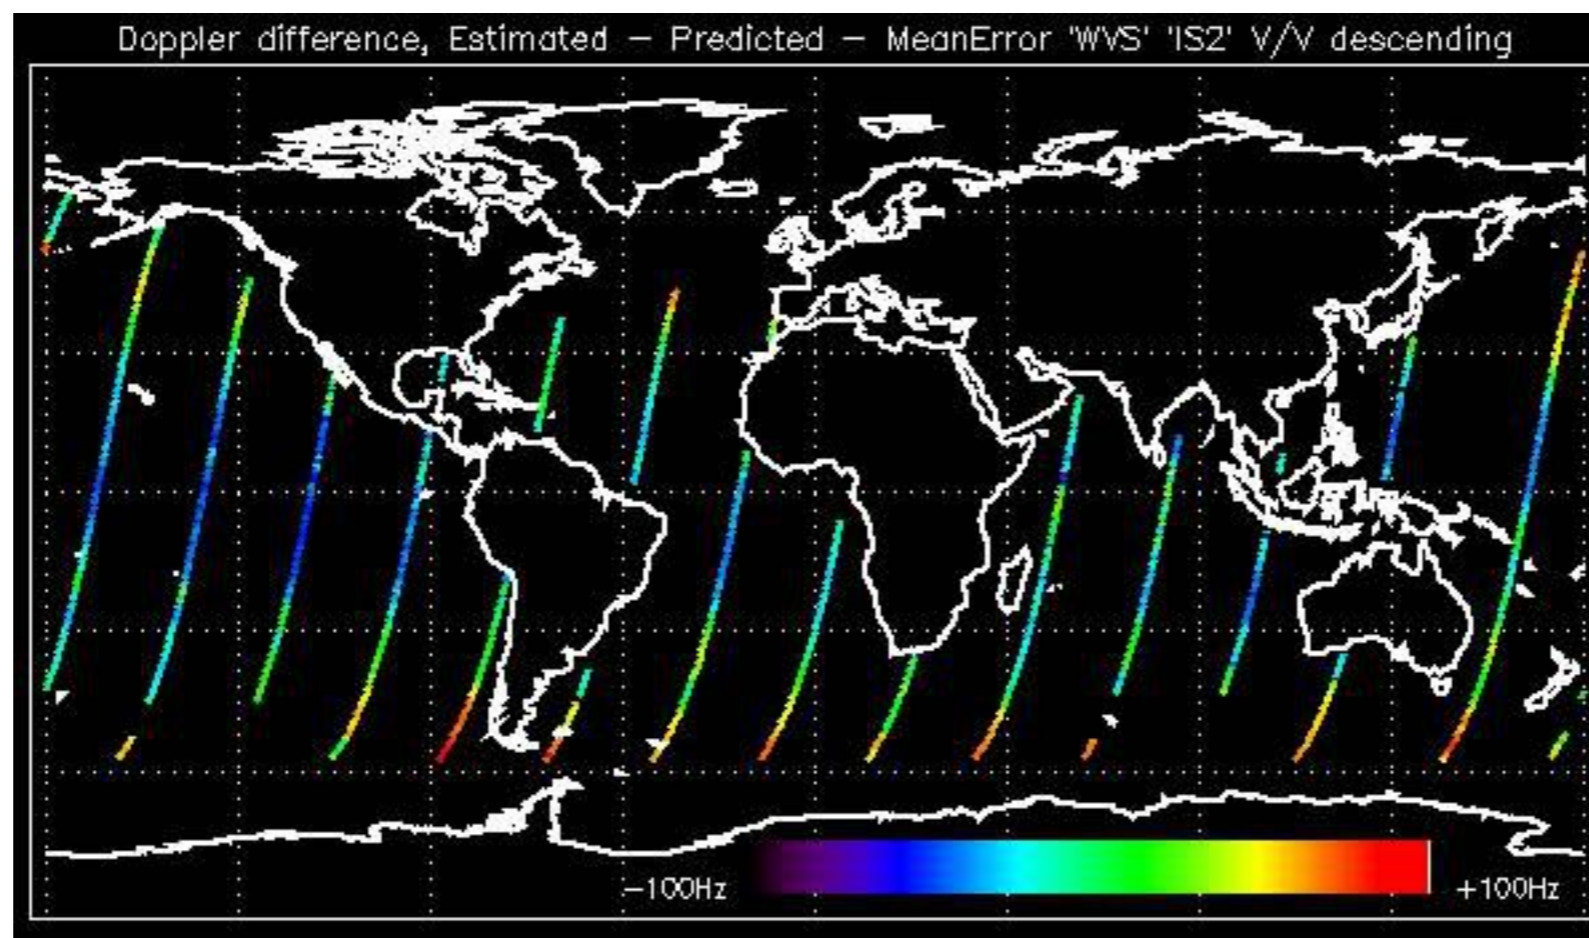 Doppler difference, Estimated – Predicted – MeanError 'WVS' 'IS2' V/V descending
–100Hz +100Hz